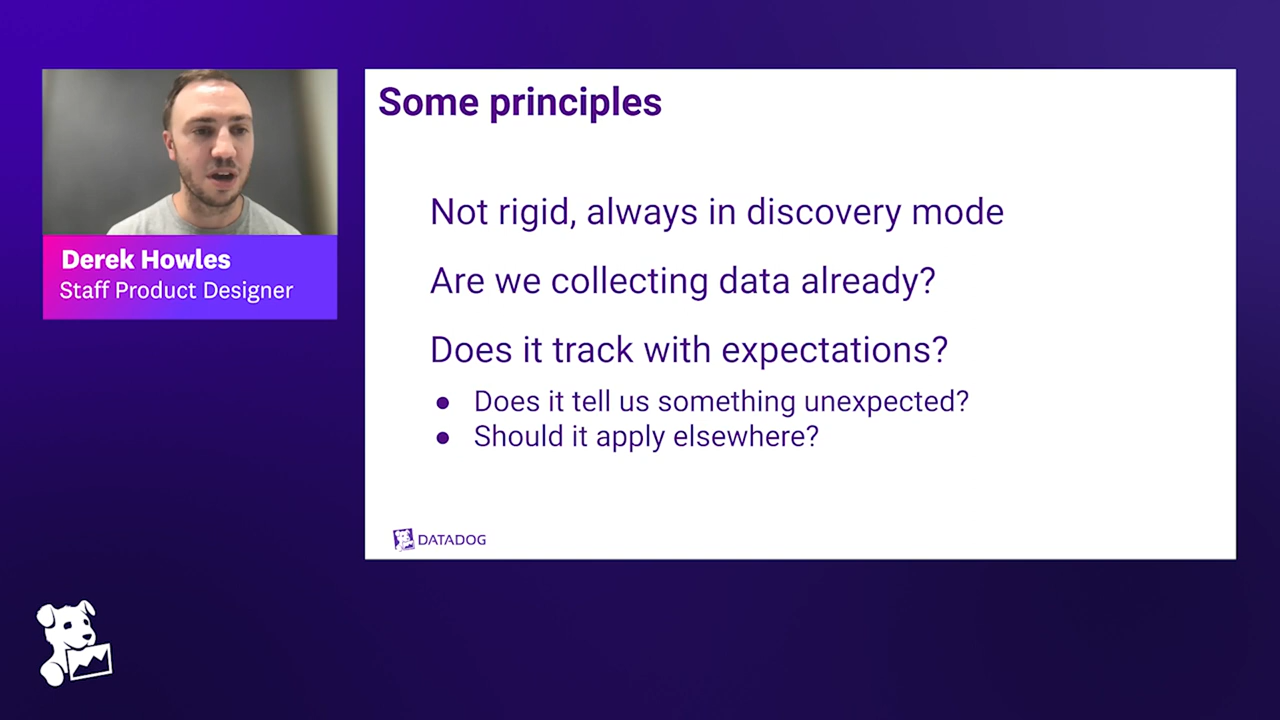 Some principles
Not rigid, always in discovery mode
Are we collecting data already?
Does it track with expectations?
● Does it tell us something unexpected?
● Should it apply elsewhere?
DATADOG
Derek Howles
Staff Product Designer